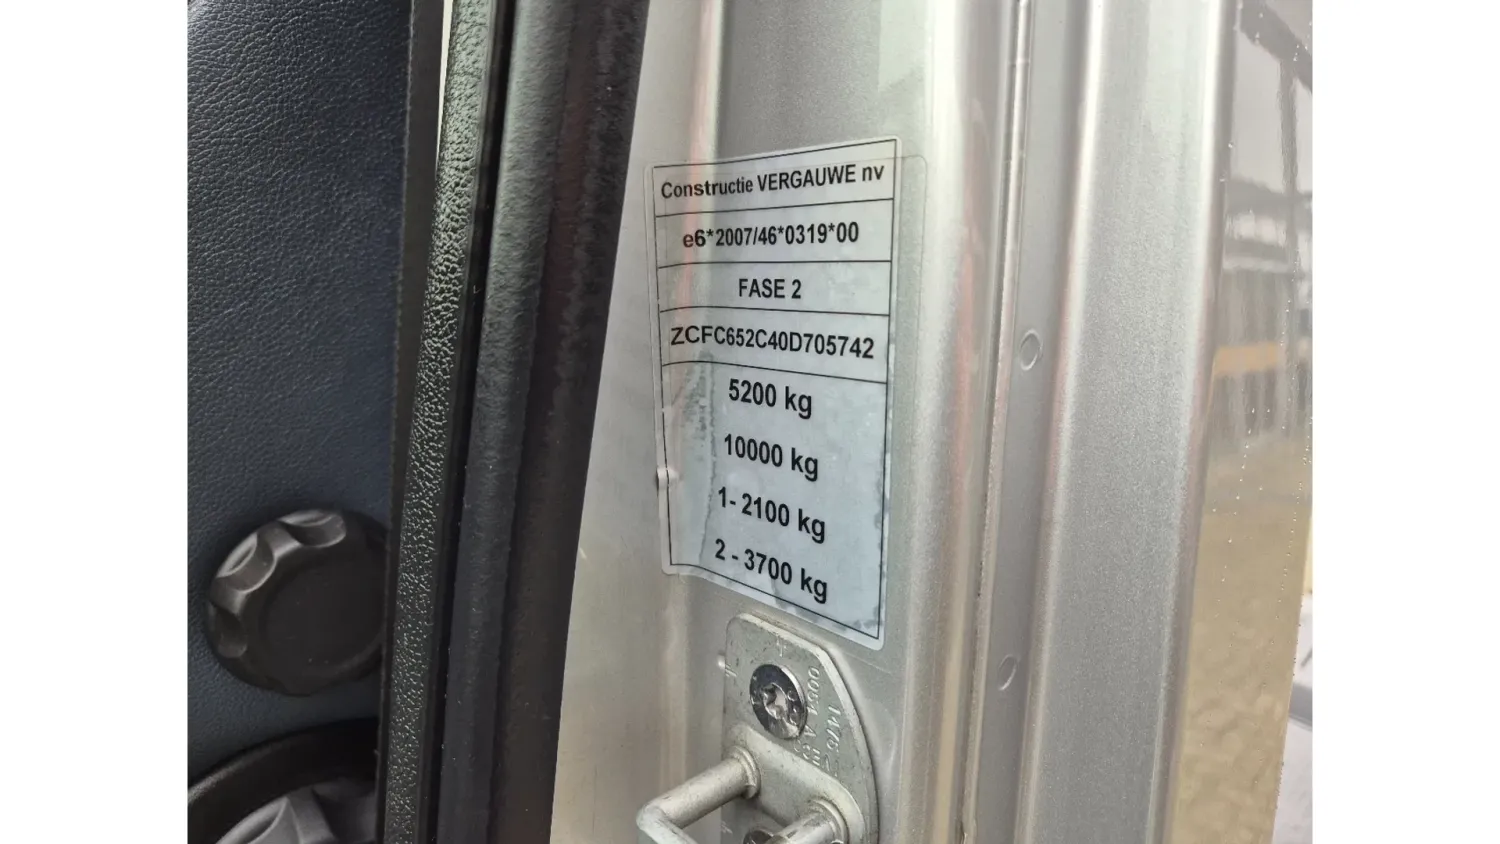 Constructie VERGAUWE nv
e6*2007/46*0319*00
FASE 2
ZCFC652C40D705742
5200 kg
10000 kg
1- 2100 kg
2 - 3700 kg